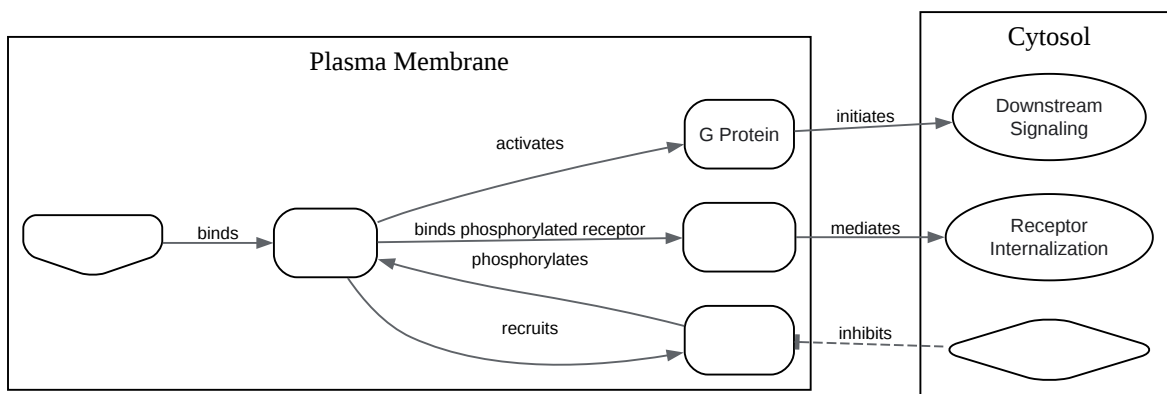 Plasma Membrane
Cytosol
G Protein
activates
initiates
Downstream
Signaling
binds
binds phosphorylated receptor
mediates
Receptor
Internalization
phosphorylates
recruits
inhibits